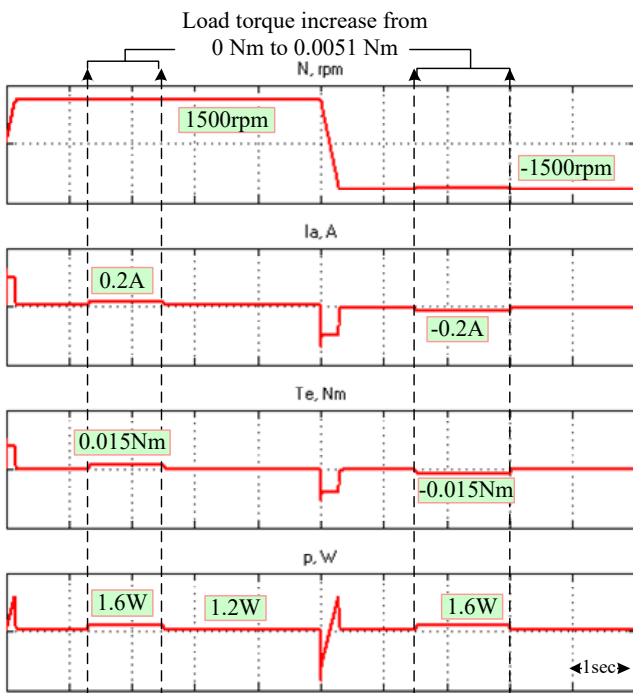 Load torque increase from
0 Nm to 0.0051 Nm
N, rpm
1500rpm
-1500rpm
Ia, A
0.2A
-0.2A
Te, Nm
0.015Nm
-0.015Nm
p, W
1.6W
1.2W
1.6W
1sec